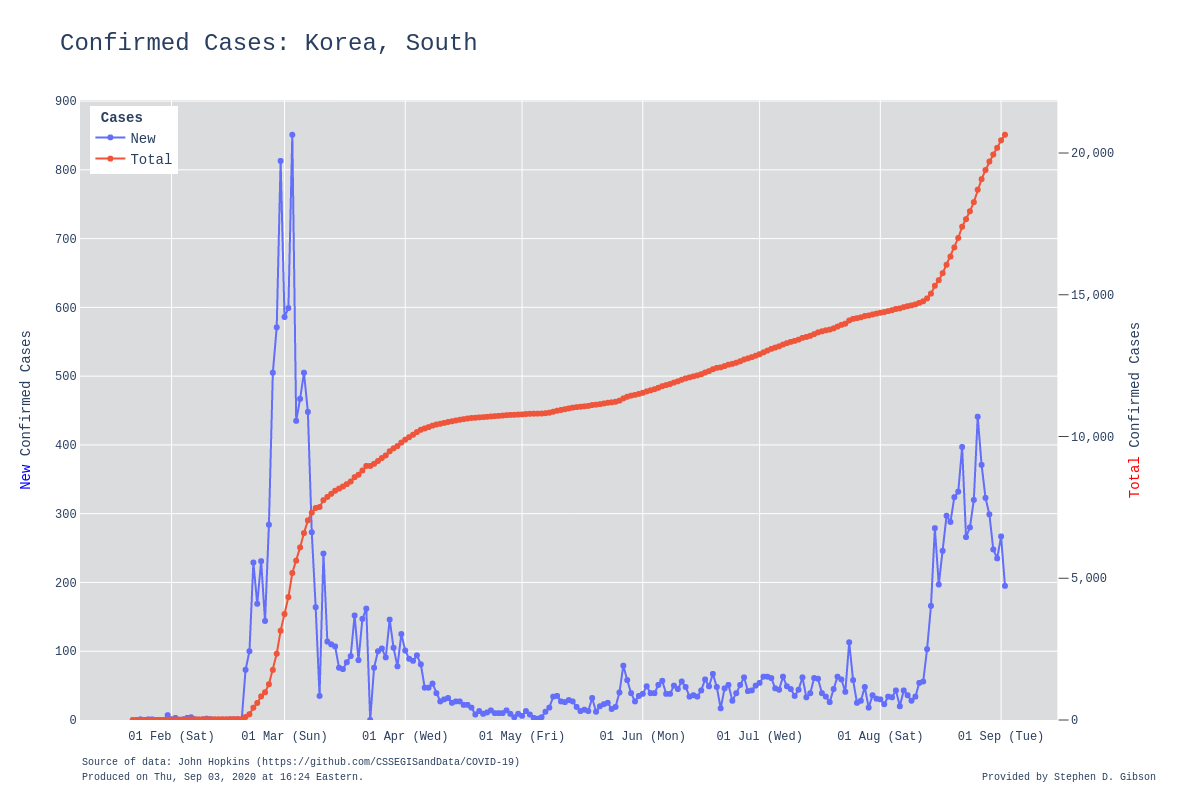 Confirmed Cases: Korea, South
Cases
New
Total
900
800
700
600
500
400
300
200
100
0
20,000
15,000
10,000
5,000
0
New Confirmed Cases
Total Confirmed Cases
01 Feb (Sat) 01 Mar (Sun) 01 Apr (Wed) 01 May (Fri) 01 Jun (Mon) 01 Jul (Wed) 01 Aug (Sat) 01 Sep (Tue)
Source of data: John Hopkins (https://github.com/CSSEGISandData/COVID-19)
Produced on Thu, Sep 03, 2020 at 16:24 Eastern.
Provided by Stephen D. Gibson